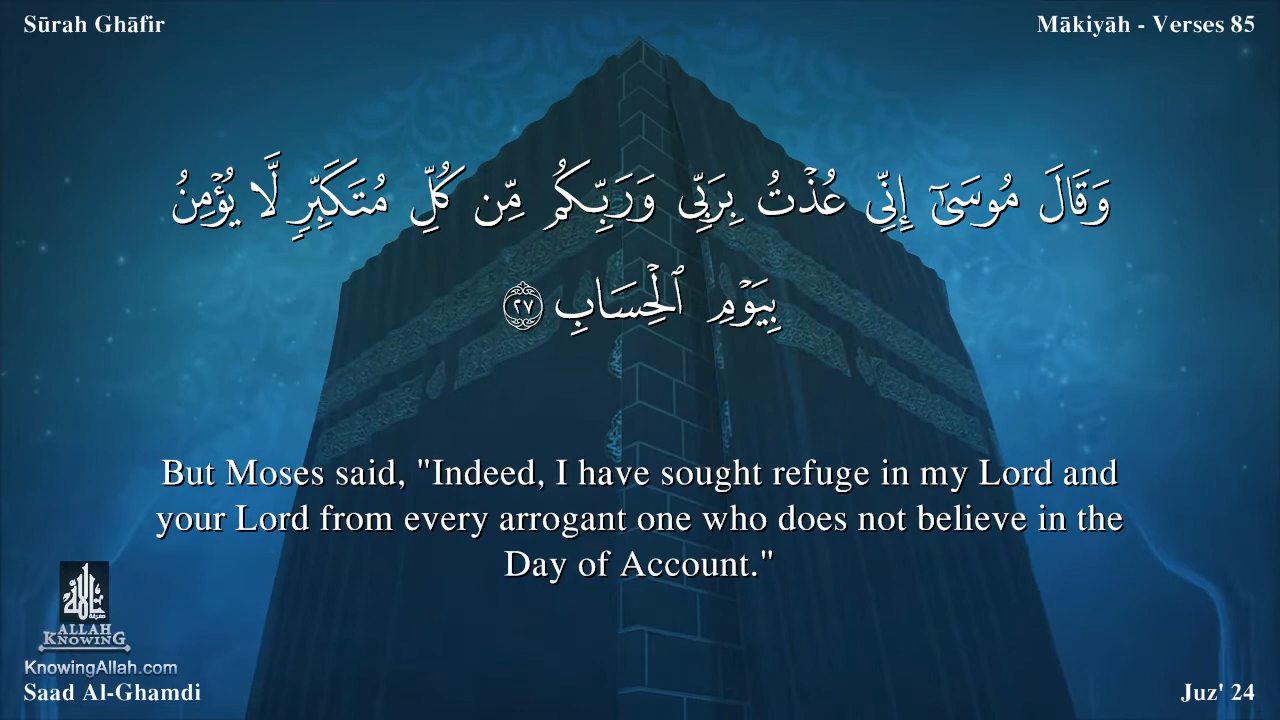 Sūrah Ghāfir
Mākiyāh - Verses 85
وَقَالَ مُوسَىٰٓ إِنِّى عُذْتُ بِرَبِّى وَرَبِّكُم مِّن كُلِّ مُتَكَبِّرٍ لَّا يُؤْمِنُ
بِيَوْمِ ٱلْحِسَابِ ٢٧
But Moses said, "Indeed, I have sought refuge in my Lord and
your Lord from every arrogant one who does not believe in the
Day of Account."
ALLAH
KNOWING
KnowingAllah.com
Saad Al-Ghamdi
Juz' 24